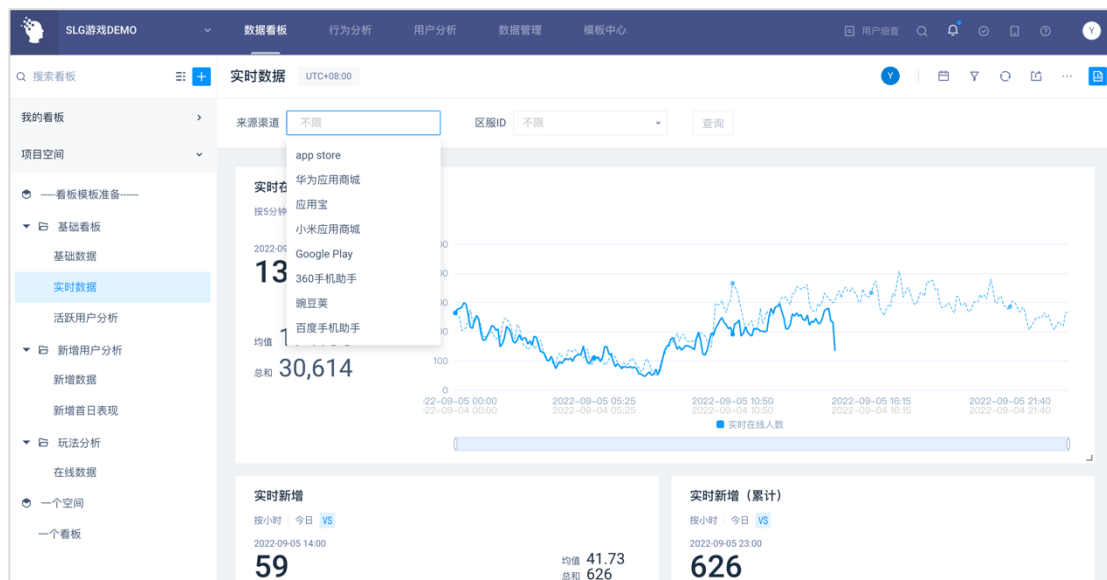 SLG游戏DEMO
数据看板 行为分析 用户分析 数据管理 模板中心
用户细查
Y
搜索看板
实时数据 UTC+08:00
Y
我的看板
项目空间
----看板模板准备------
基础看板
基础数据
实时数据
活跃用户分析
新增用户分析
新增数据
新增首日表现
玩法分析
在线数据
一个空间
一个看板
来源渠道 不限 区服ID 不限 查询
app store
华为应用商城
应用宝
小米应用商城
Google Play
360手机助手
豌豆荚
百度手机助手
实时在
按5分钟
2022-09
13
均值
总和 30,614
100
0
22-09-05 00:00 2022-09-05 05:25 2022-09-05 10:50 2022-09-05 16:15 2022-09-05 21:40
22-09-04 00:00 2022-09-04 05:25 2022-09-04 10:50 2022-09-04 16:15 2022-09-04 21:40
实时在线人数
实时新增
按小时 今日 VS
2022-09-05 14:00
59
均值 41.73
总和 626
实时新增（累计）
按小时 今日 VS
2022-09-05 23:00
626